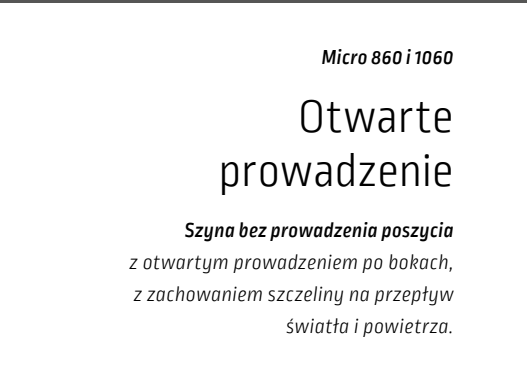 Micro 860 i 1060
Otwarte
prowadzenie
Szyna bez prowadzenia poszycia
z otwartym prowadzeniem po bokach,
z zachowaniem szczeliny na przepływ
światła i powietrza.